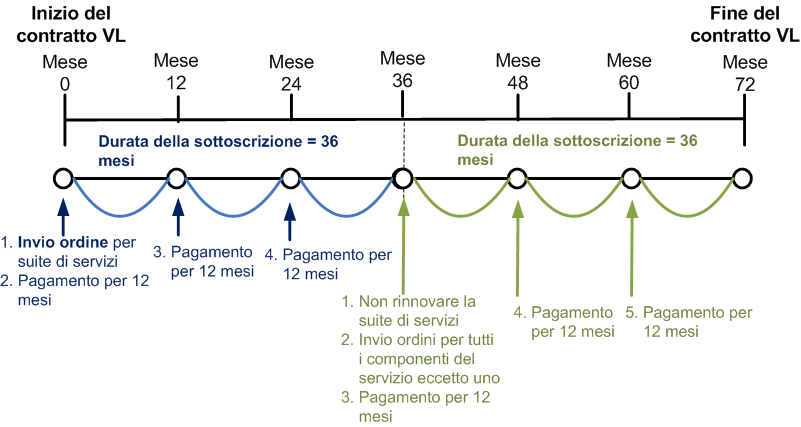 Inizio del
contratto VL
Fine del
contratto VL
Mese
0
Mese
12
Mese
24
Mese
36
Mese
48
Mese
60
Mese
72
Durata della sottoscrizione = 36
mesi
Durata della sottoscrizione = 36
mesi
1. Invio ordine per
suite di servizi
2. Pagamento per 12
mesi
3. Pagamento
per 12 mesi
4. Pagamento per
12 mesi
1. Non rinnovare la
suite di servizi
2. Invio ordini per tutti
i componenti del
servizio eccetto uno
3. Pagamento per 12
mesi
4. Pagamento
per 12 mesi
5. Pagamento per
12 mesi